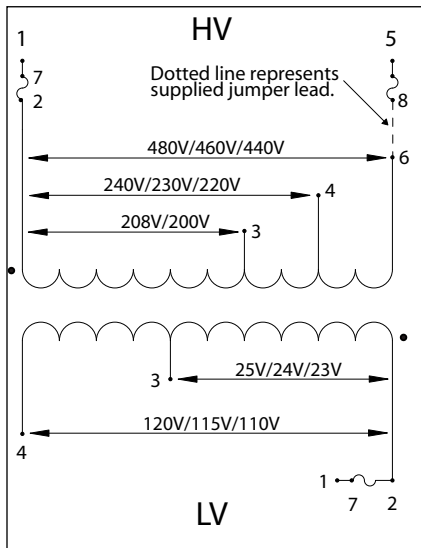 HV
1
5
7
2
Dotted line represents
supplied jumper lead.
8
480V/460V/440V
6
240V/230V/220V
4
208V/200V
3
3
25V/24V/23V
120V/115V/110V
4
1
7
2
LV